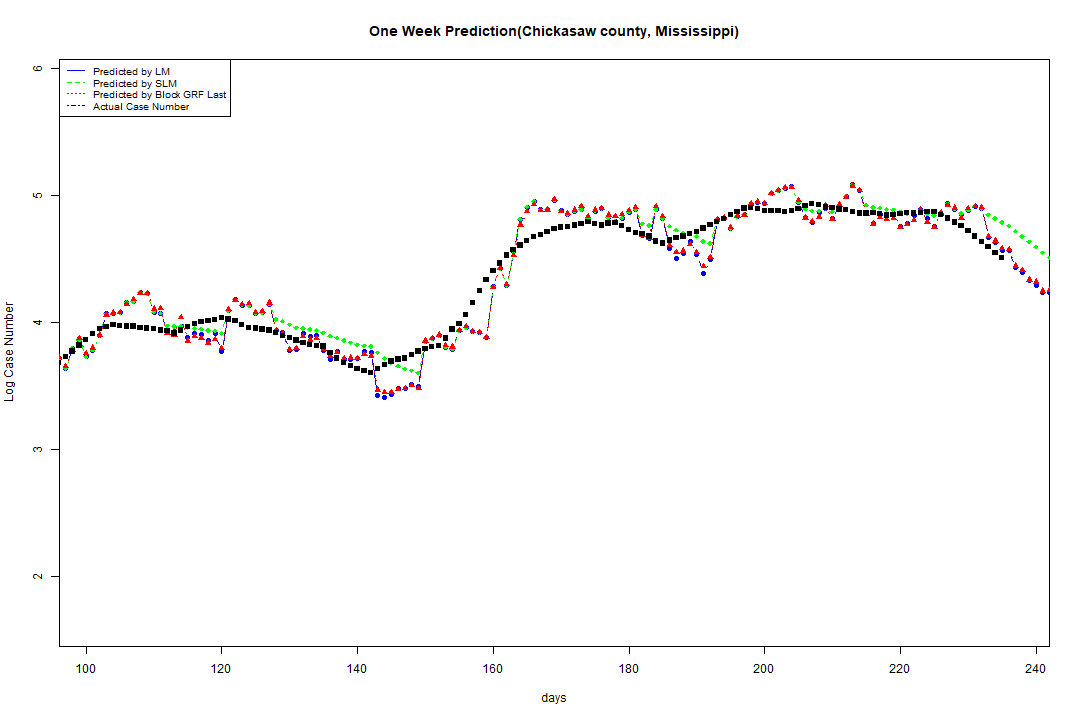 One Week Prediction(Chickasaw county, Mississippi)
Predicted by LM
Predicted by SLM
Predicted by Block GRF Last
Actual Case Number
6
5
4
3
2
Log Case Number
100 120 140 160 180 200 220 240
days